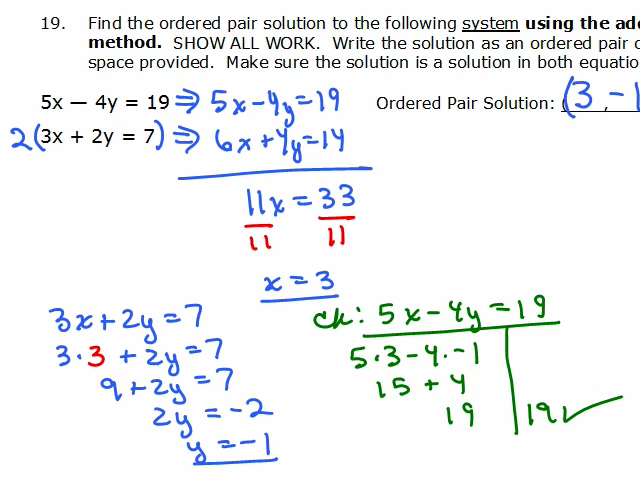 19. Find the ordered pair solution to the following system using the ad
method. SHOW ALL WORK. Write the solution as an ordered pair
space provided. Make sure the solution is a solution in both equatio
5x — 4y = 19 ⇒ 5x-4y=19 Ordered Pair Solution: (3, -1
2(3x + 2y = 7) ⇒ 6x+4y=14
11x = 33
11 11
x = 3
3x+2y=7
3·3 + 2y=7
9+2y=7
2y = -2
y = -1
ck: 5x-4y=19
5·3-4·-1
15 + 4
19 19✓